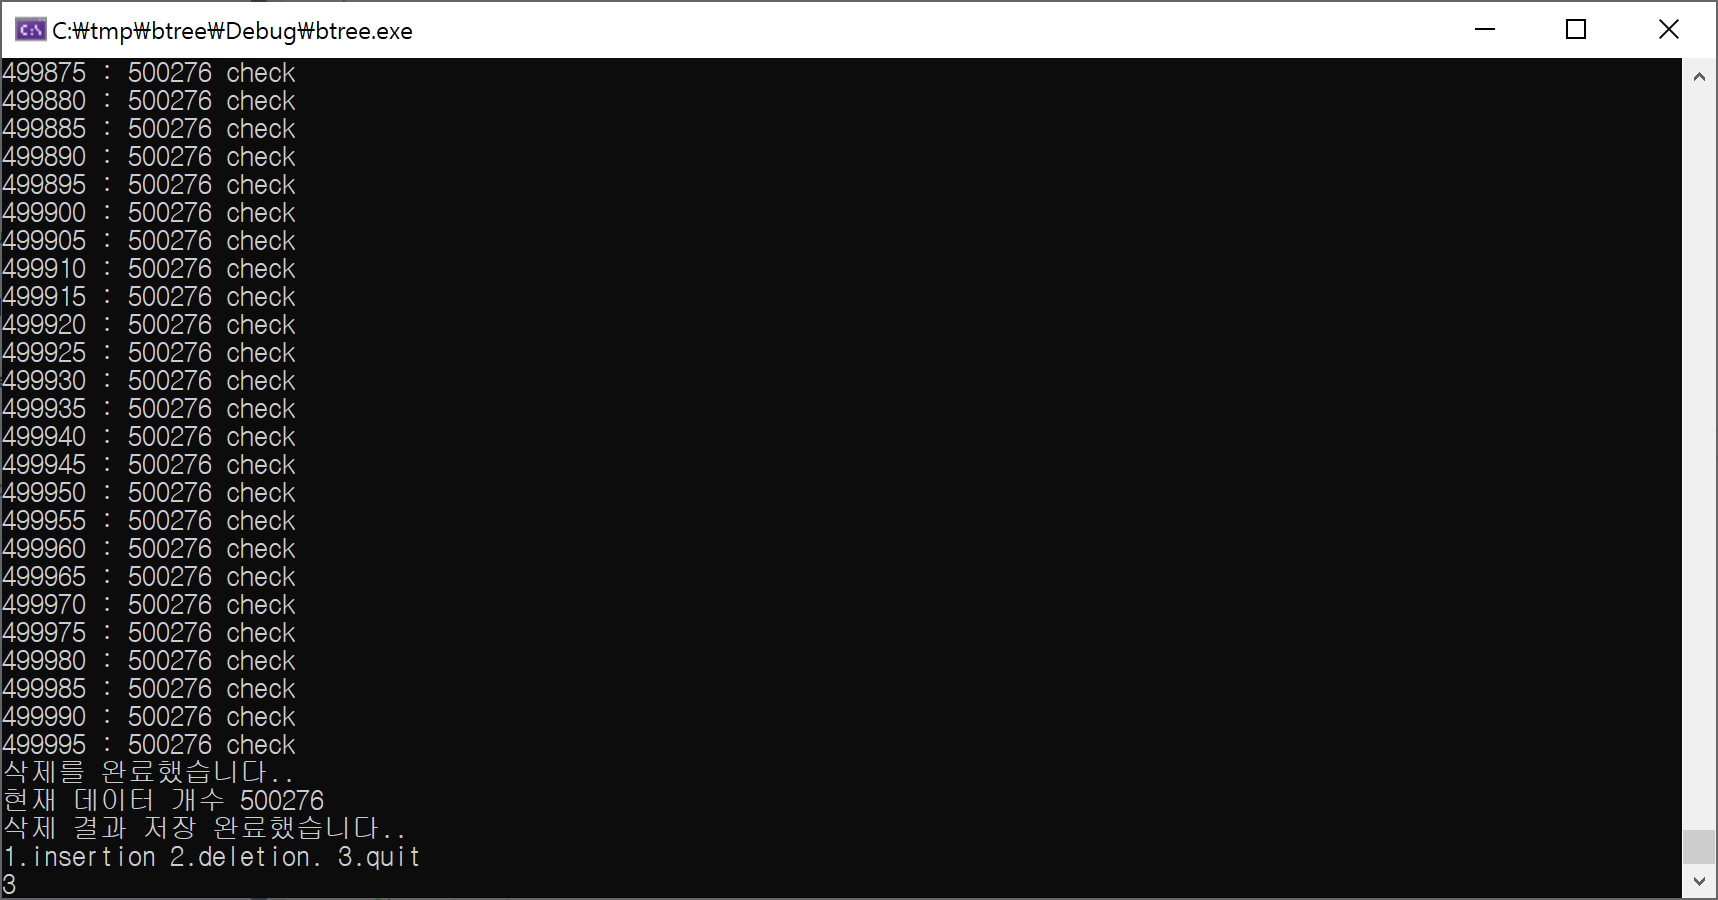 C:₩tmp₩btree₩Debug₩btree.exe
499875 : 500276 check
499880 : 500276 check
499885 : 500276 check
499890 : 500276 check
499895 : 500276 check
499900 : 500276 check
499905 : 500276 check
499910 : 500276 check
499915 : 500276 check
499920 : 500276 check
499925 : 500276 check
499930 : 500276 check
499935 : 500276 check
499940 : 500276 check
499945 : 500276 check
499950 : 500276 check
499955 : 500276 check
499960 : 500276 check
499965 : 500276 check
499970 : 500276 check
499975 : 500276 check
499980 : 500276 check
499985 : 500276 check
499990 : 500276 check
499995 : 500276 check
삭제를 완료했습니다..
현재 데이터 개수 500276
삭제 결과 저장 완료했습니다..
1.insertion 2.deletion. 3.quit
3